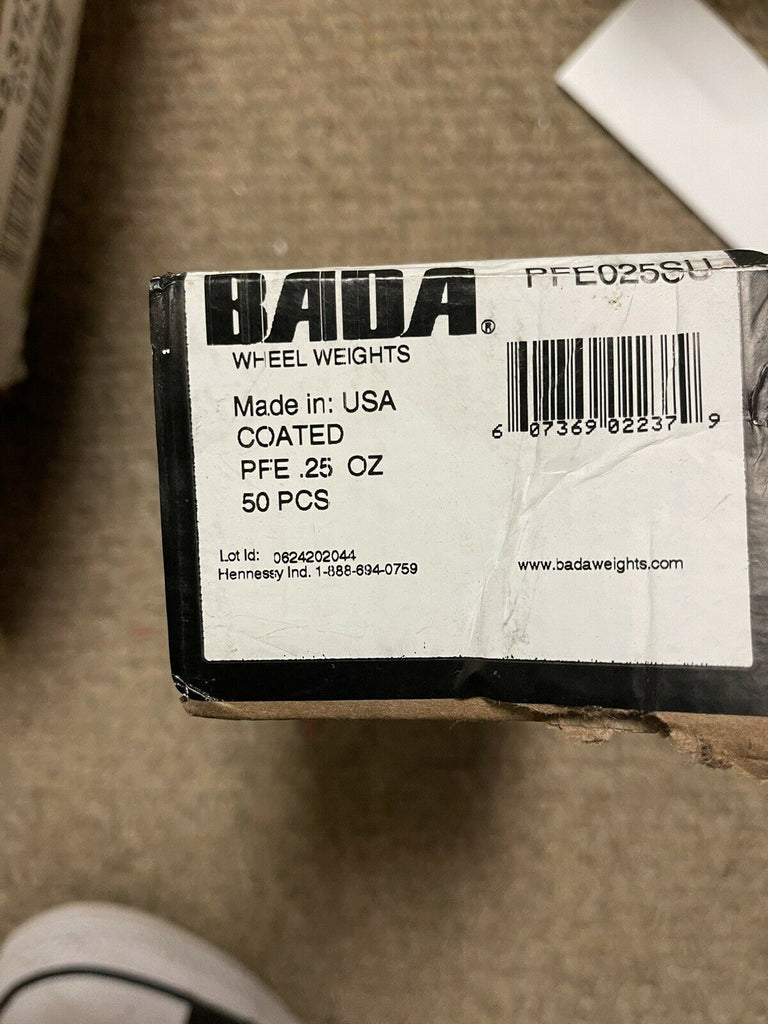 BADA®
PFE025SU
WHEEL WEIGHTS
Made in: USA
COATED
PFE .25 OZ
50 PCS
6 07369 02237 9
Lot Id: 0624202044
Hennessy Ind. 1-888-694-0759
www.badaweights.com